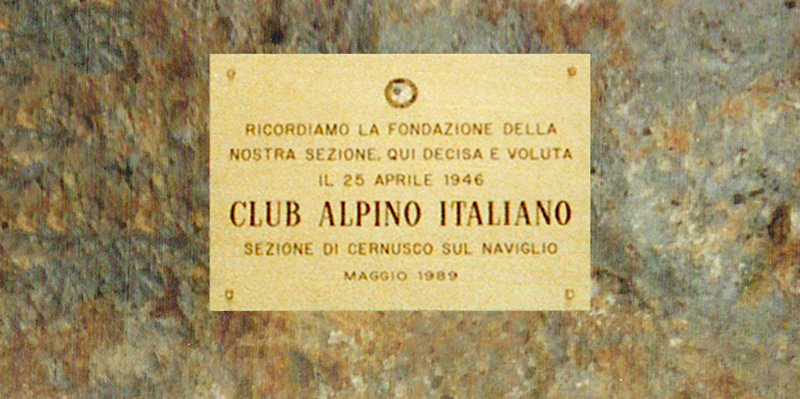 RICORDIAMO LA FONDAZIONE DELLA
NOSTRA SEZIONE, QUI DECISA E VOLUTA
IL 25 APRILE 1946
CLUB ALPINO ITALIANO
SEZIONE DI CERNUSCO SUL NAVIGLIO
MAGGIO 1989